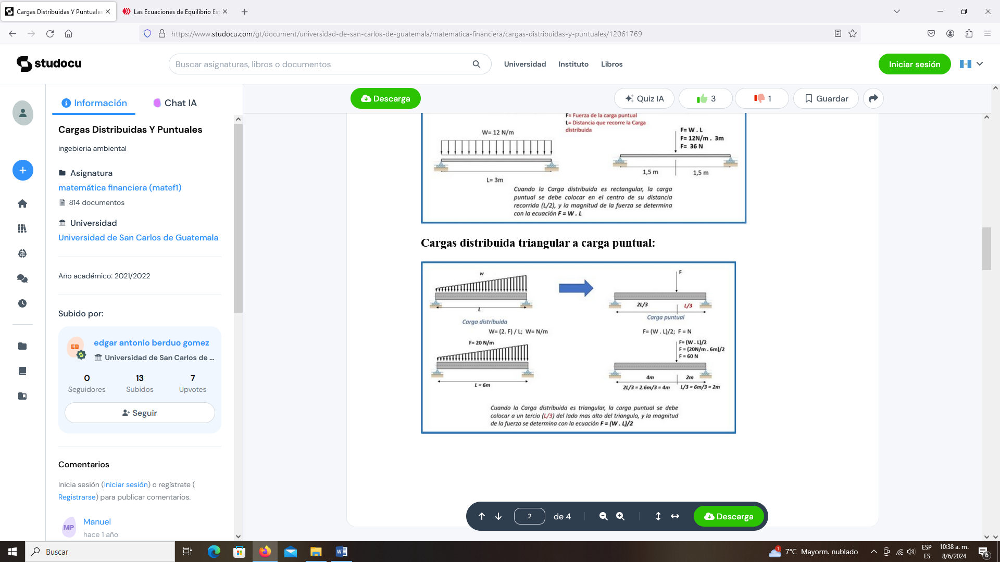 Cargas Distribuidas Y Puntuales
Las Ecuaciones de Equilibrio Est
https://www.studocu.com/gt/document/universidad-de-san-carlos-de-guatemala/matematica-financiera/cargas-distribuidas-y-puntuales/12061769
studocu
Buscar asignaturas, libros o documentos
Universidad
Instituto
Libros
Iniciar sesión
Información
Chat IA
Descarga
Quiz IA
3
1
Guardar
Cargas Distribuidas Y Puntuales
ingebieria ambiental
Asignatura
matemática financiera (matef1)
814 documentos
Universidad
Universidad de San Carlos de Guatemala
Año académico: 2021/2022
Subido por:
EB
edgar antonio berduo gomez
Universidad de San Carlos de ...
0 13 7
Seguidores Subidos Upvotes
Seguir
Comentarios
Inicia sesión (Iniciar sesión) o regístrate (
Registrarse) para publicar comentarios.
MP
Manuel
hace 1 año
F= Fuerza de la carga puntual
L= Distancia que recorre la Carga
distribuida
W= 12 N/m
L= 3m
F= W . L
F= 12N/m . 3m
F= 36 N
1,5 m 1,5 m
Cuando la Carga distribuida es rectangular, la carga
puntual se debe colocar en el centro de su distancia
recorrida (L/2), y la magnitud de la fuerza se determina
con la ecuación F = W . L
Cargas distribuida triangular a carga puntual:
w
L
Carga distribuida
W= (2. F) / L; W= N/m
F
2L/3 L/3
Carga puntual
F= (W . L)/2; F = N
F= 20 N/m
L = 6m
F= (W . L)/2
F = (20N/m . 6m)/2
F = 60 N
4m 2m
2L/3 = 2.6m/3 = 4m L/3 = 6m/3 = 2m
Cuando la Carga distribuida es triangular, la carga puntual se debe
colocar a un tercio (L/3) del lado mas alto del triangulo, y la magnitud
de la fuerza se determina con la ecuación F = (W . L)/2
2 de 4
Descarga
Buscar
1
7°C Mayorm. nublado
ESP
ES
10:38 a. m.
8/6/2024
6